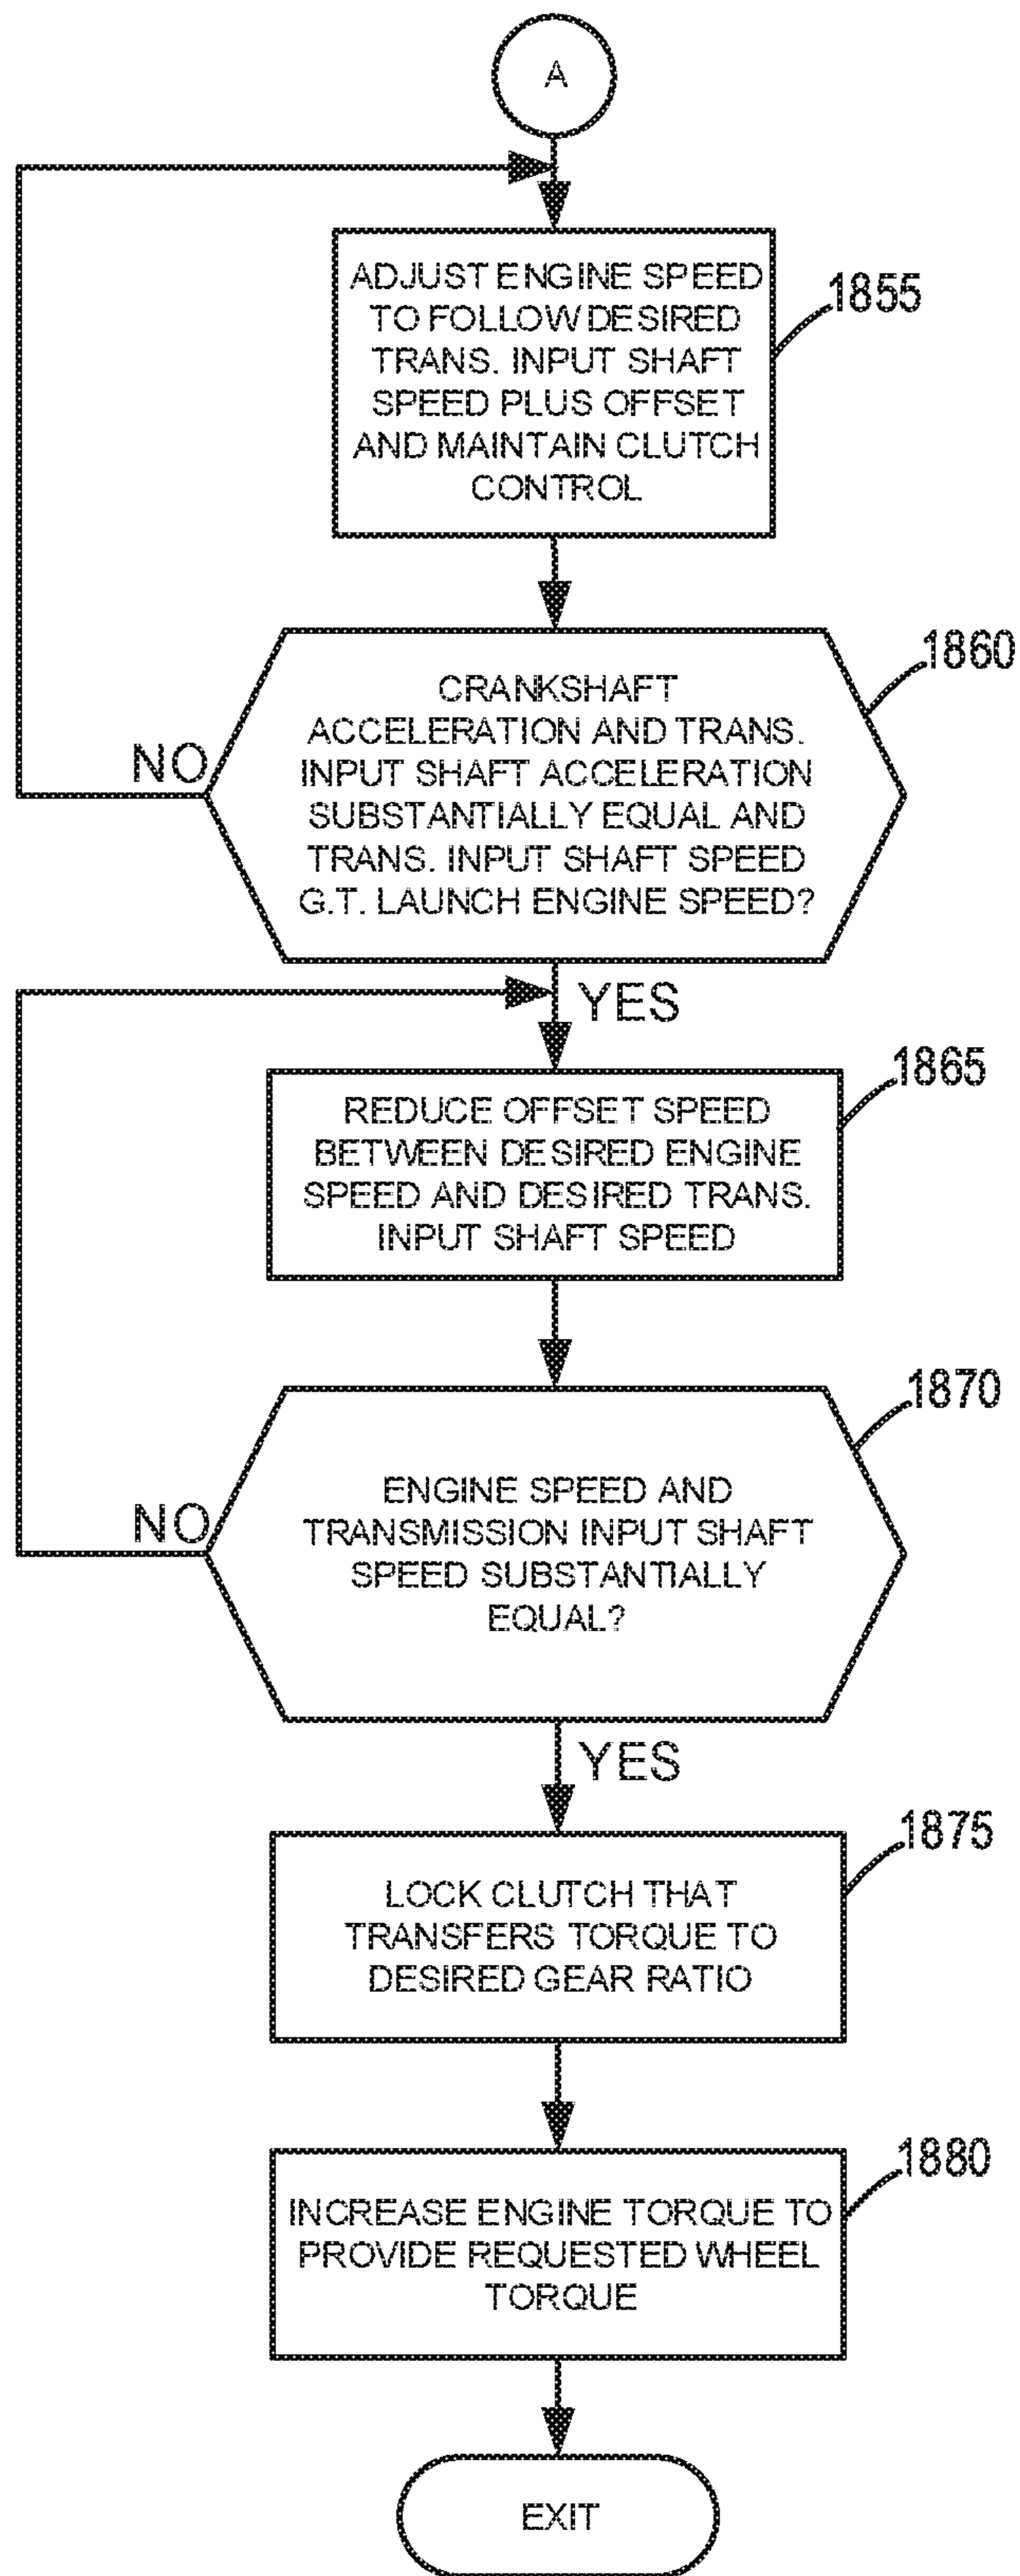 A
ADJUST ENGINE SPEED
TO FOLLOW DESIRED
TRANS. INPUT SHAFT
SPEED PLUS OFFSET
AND MAINTAIN CLUTCH
CONTROL
1855
CRANKSHAFT
ACCELERATION AND TRANS.
INPUT SHAFT ACCELERATION
SUBSTANTIALLY EQUAL AND
TRANS. INPUT SHAFT SPEED
G.T. LAUNCH ENGINE SPEED?
1860
NO
YES
REDUCE OFFSET SPEED
BETWEEN DESIRED ENGINE
SPEED AND DESIRED TRANS.
INPUT SHAFT SPEED
1865
ENGINE SPEED AND
TRANSMISSION INPUT SHAFT
SPEED SUBSTANTIALLY
EQUAL?
1870
NO
YES
LOCK CLUTCH THAT
TRANSFERS TORQUE TO
DESIRED GEAR RATIO
1875
INCREASE ENGINE TORQUE TO
PROVIDE REQUESTED WHEEL
TORQUE
1880
EXIT